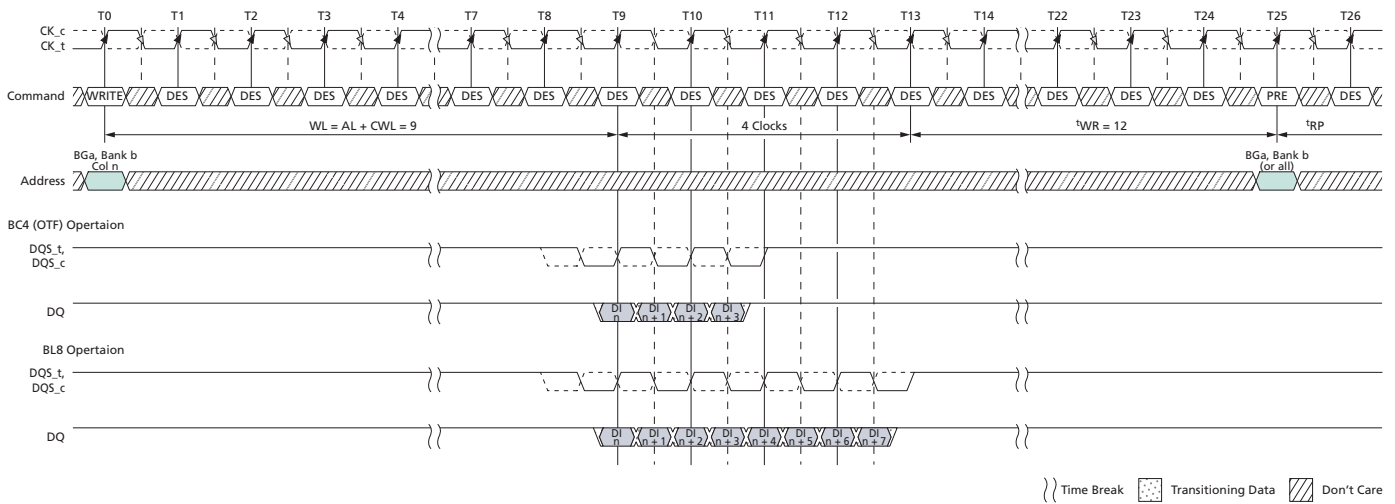 T0 T1 T2 T3 T4 T7 T8 T9 T10 T11 T12 T13 T14 T22 T23 T24 T25 T26
CK_c
CK_t
Command WRITE DES DES DES DES DES DES DES DES DES DES DES DES DES DES DES PRE DES
WL = AL + CWL = 9 4 Clocks tWR = 12 tRP
BGa, Bank b
Col n
BGa, Bank b
(or all)
Address
BC4 (OTF) Opertaion
DQS_t,
DQS_c
DQ
DI n DI n + 1 DI n + 2 DI n + 3
BL8 Opertaion
DQS_t,
DQS_c
DQ
DI n DI n + 1 DI n + 2 DI n + 3 DI n + 4 DI n + 5 DI n + 6 DI n + 7
Time Break Transitioning Data Don't Care